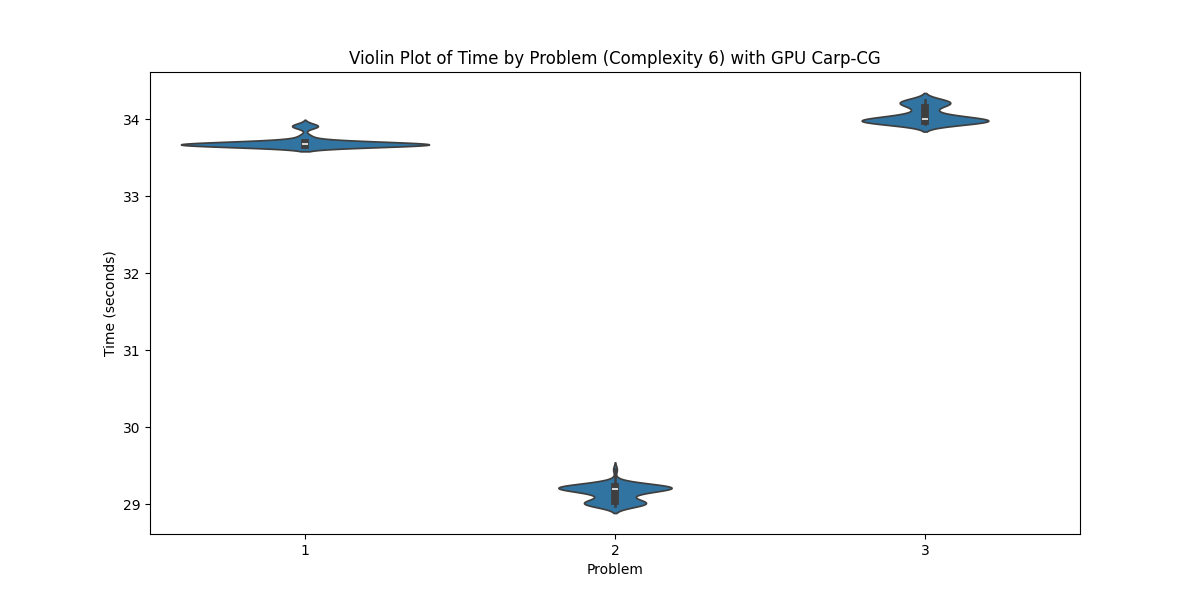 Violin Plot of Time by Problem (Complexity 6) with GPU Carp-CG
34
33
32
31
30
29
Time (seconds)
1 2 3
Problem